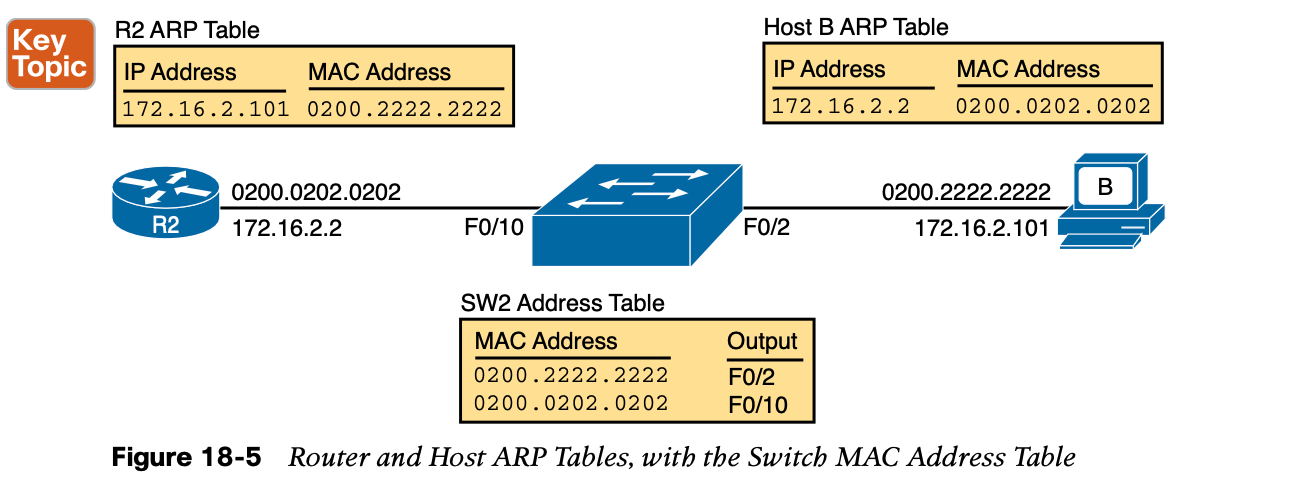 Key
Topic
R2 ARP Table
IP Address MAC Address
172.16.2.101 0200.2222.2222
Host B ARP Table
IP Address MAC Address
172.16.2.2 0200.0202.0202
R2
0200.0202.0202
172.16.2.2
F0/10
F0/2
0200.2222.2222
172.16.2.101
B
SW2 Address Table
MAC Address Output
0200.2222.2222 F0/2
0200.0202.0202 F0/10
Figure 18-5 Router and Host ARP Tables, with the Switch MAC Address Table